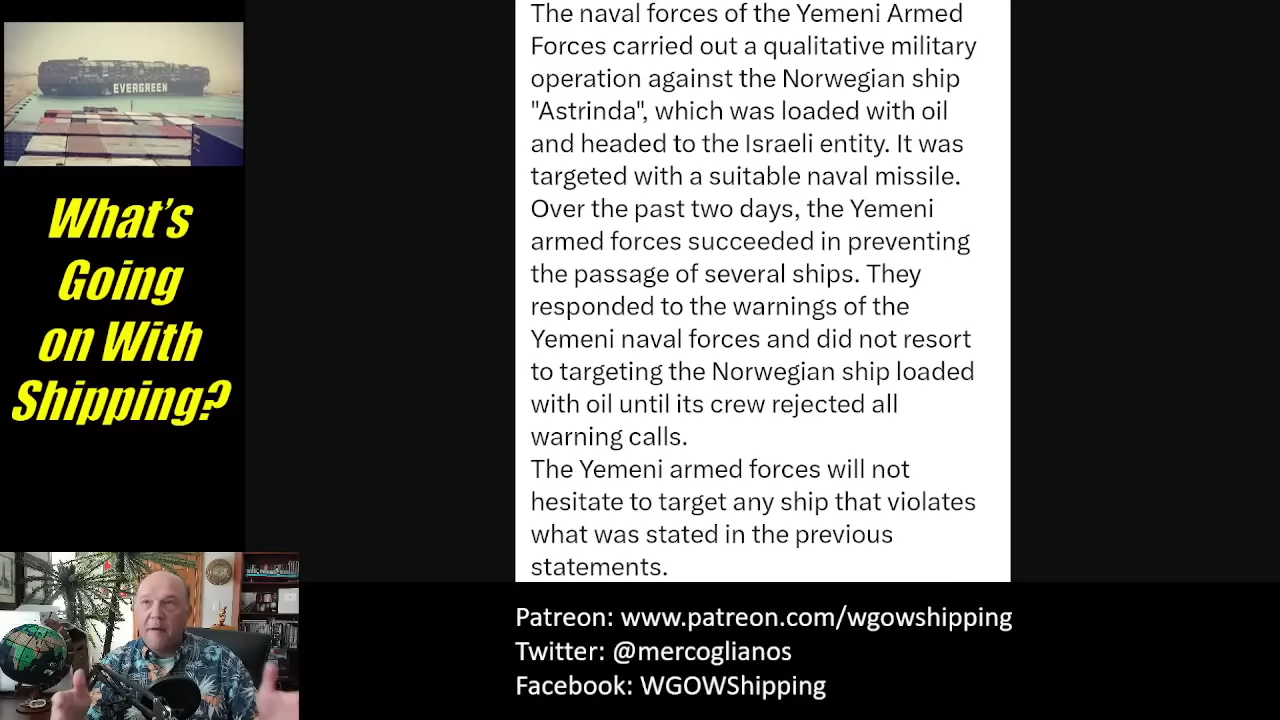 EVERGREEN
What's
Going
on With
Shipping?
The naval forces of the Yemeni Armed
Forces carried out a qualitative military
operation against the Norwegian ship
"Astrinda", which was loaded with oil
and headed to the Israeli entity. It was
targeted with a suitable naval missile.
Over the past two days, the Yemeni
armed forces succeeded in preventing
the passage of several ships. They
responded to the warnings of the
Yemeni naval forces and did not resort
to targeting the Norwegian ship loaded
with oil until its crew rejected all
warning calls.
The Yemeni armed forces will not
hesitate to target any ship that violates
what was stated in the previous
statements.
Patreon: www.patreon.com/wgowshipping
Twitter: @mercoglianos
Facebook: WGOWShipping